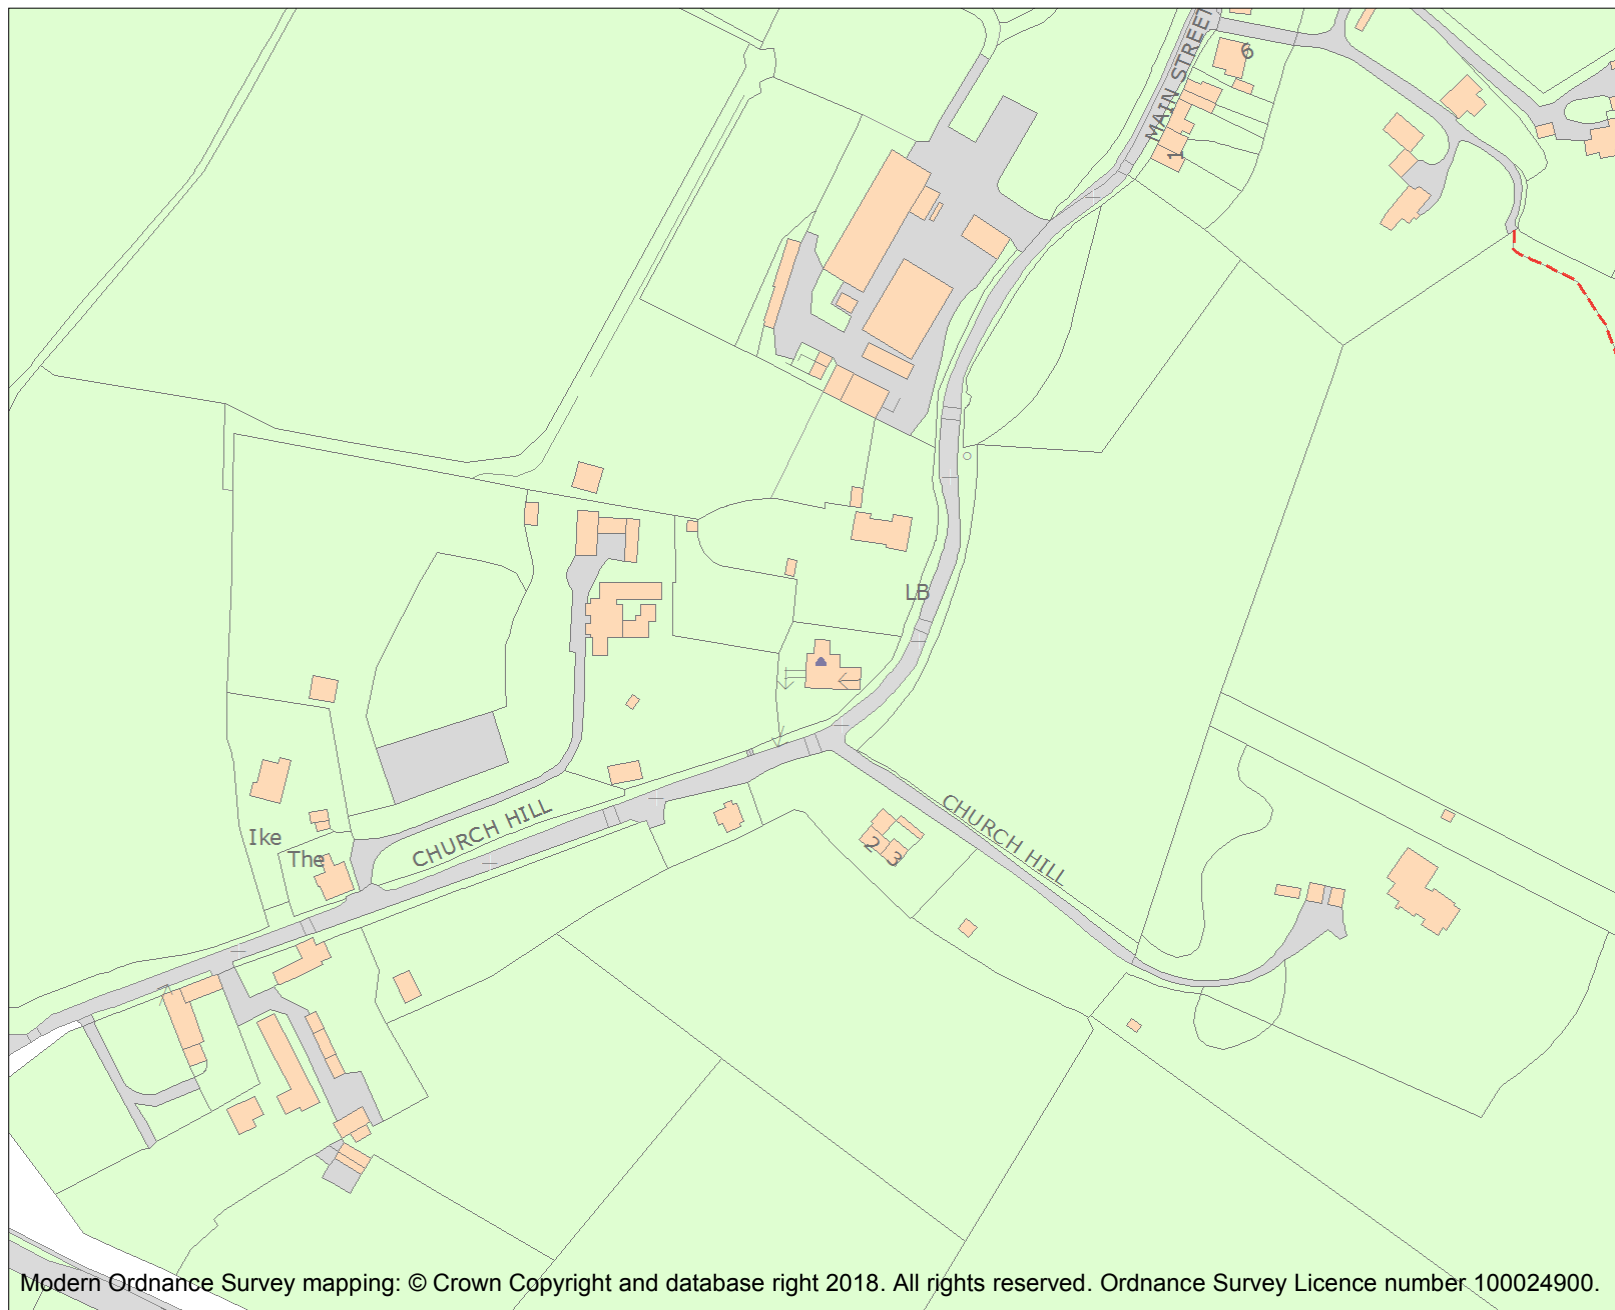 MAIN STREET
6
1
LB
CHURCH HILL
CHURCH HILL
2
3
Ike
The
Modern Ordnance Survey mapping: © Crown Copyright and database right 2018. All rights reserved. Ordnance Survey Licence number 100024900.